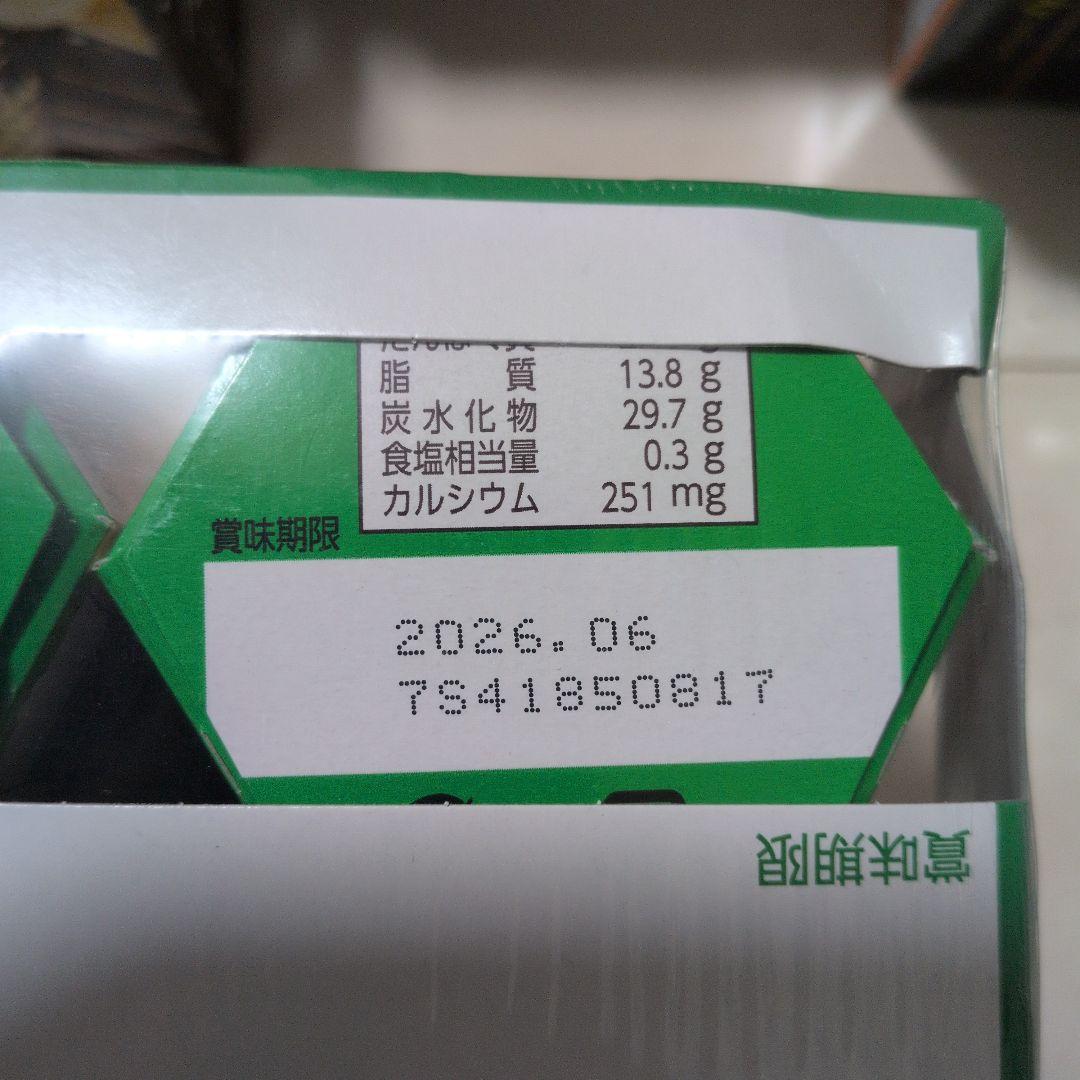 脂質 13.8 g
炭水化物 29.7 g
食塩相当量 0.3 g
カルシウム 251 mg
賞味期限
2026.06
7S41850817
賞味期限